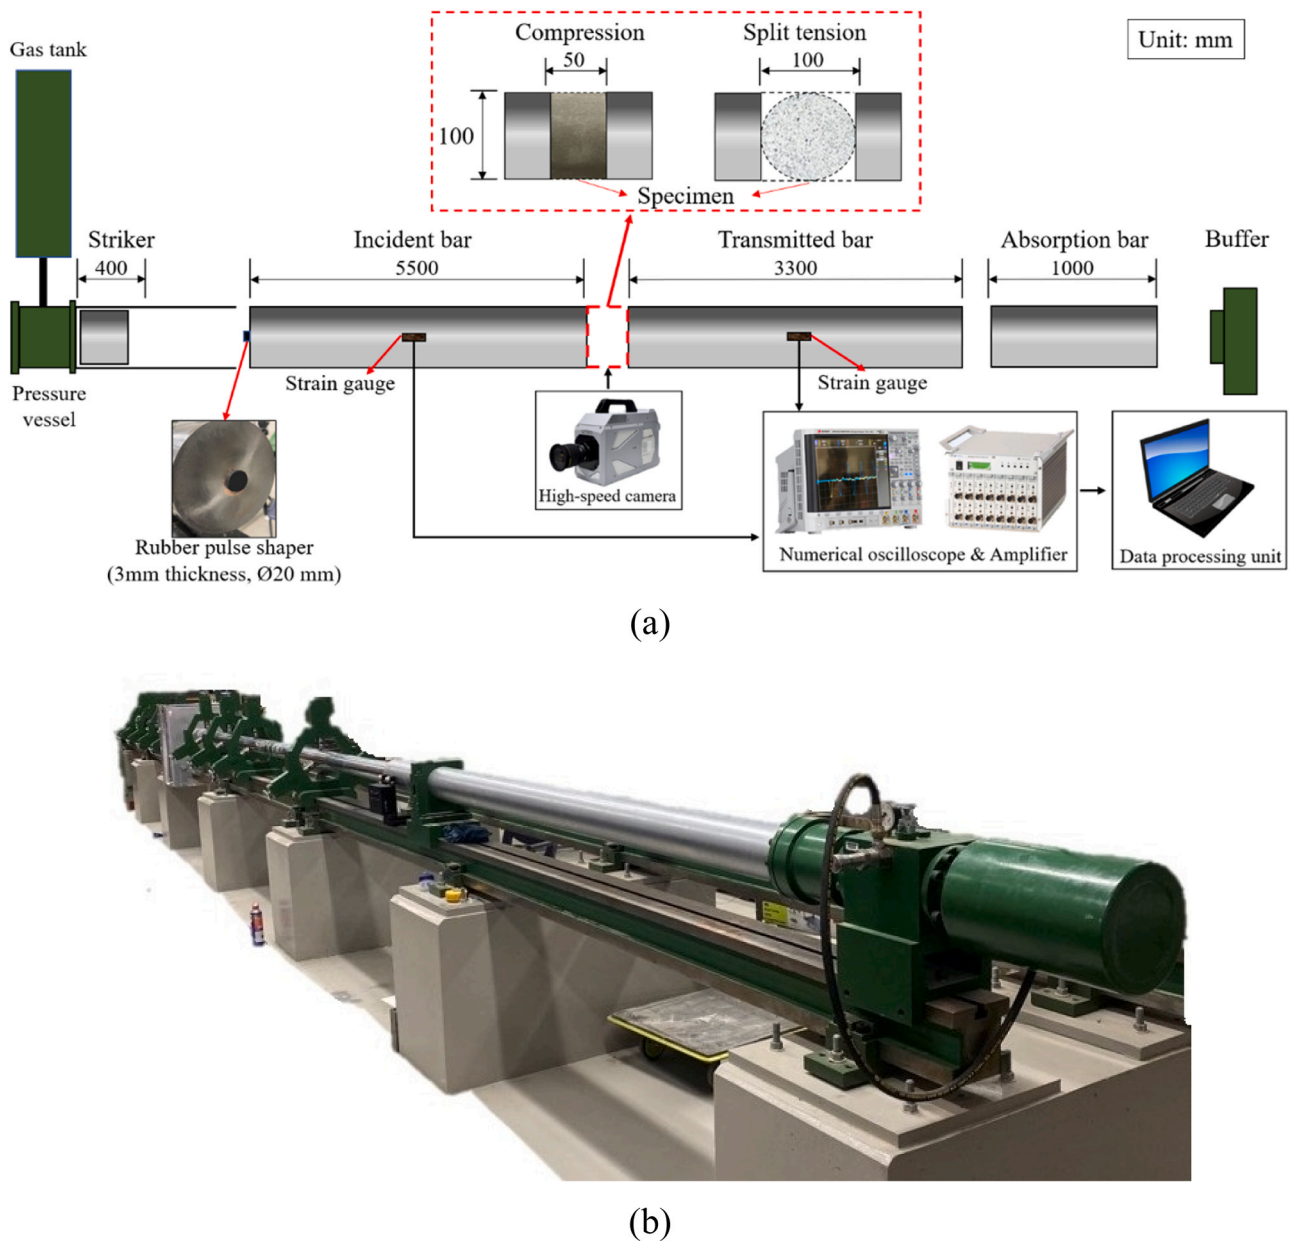 Compression
Split tension
Unit: mm
50
100
100
Gas tank
Specimen
Striker
Incident bar
Transmitted bar
Absorption bar
Buffer
400
5500
3300
1000
Strain gauge
Strain gauge
Pressure
vessel
High-speed camera
Rubber pulse shaper
(3mm thickness, Ø20 mm)
Numerical oscilloscope & Amplifier
Data processing unit
(a)
(b)